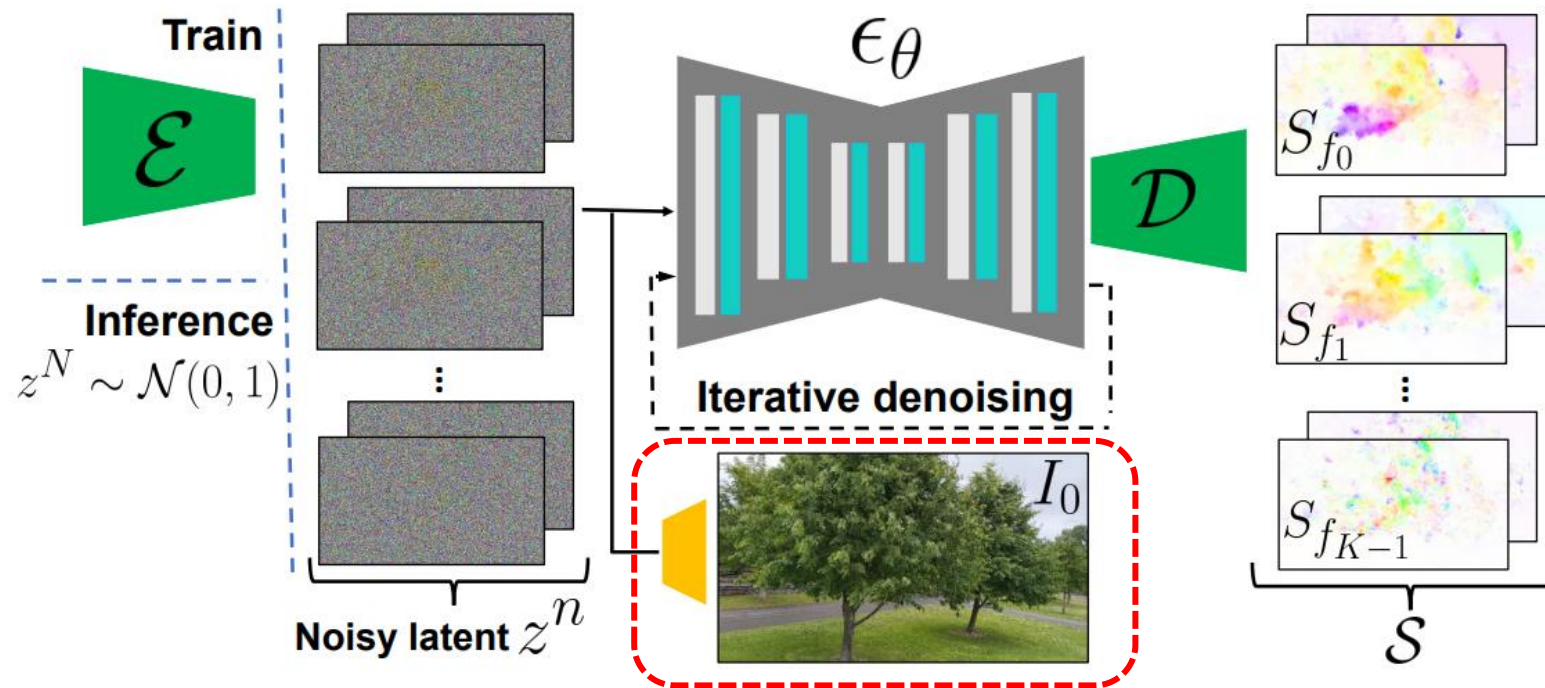 Train
ℰ
Inference
z^N ∼ 𝒩(0, 1)
...
Noisy latent z^n
ϵ_θ
Iterative denoising
I_0
𝒟
S_{f_0}
S_{f_1}
...
S_{f_{K−1}}
𝒮